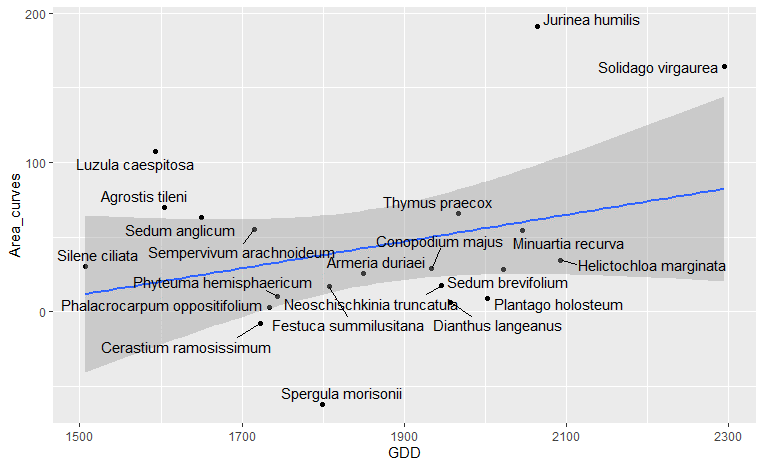 200
Jurinea humilis
Solidago virgaurea
Luzula caespitosa
100
Agrostis tileni
Thymus praecox
Sedum anglicum
Sempervivum arachnoideum
Conopodum majus
Minuartia recurva
Silene ciliata
Armeria duriaei
Helictochloa marginata
Phyteuma hemisphaericum
Sedum brevifolium
Phalacrocarpum oppositifolium
Neoschischkinia truncatula
Plantago holosteum
0
Festuca summilusitana
Dianthus langeanus
Cerastium ramosissimum
Spergula morisonii
Area_curves
1500
1700
1900
2100
2300
GDD